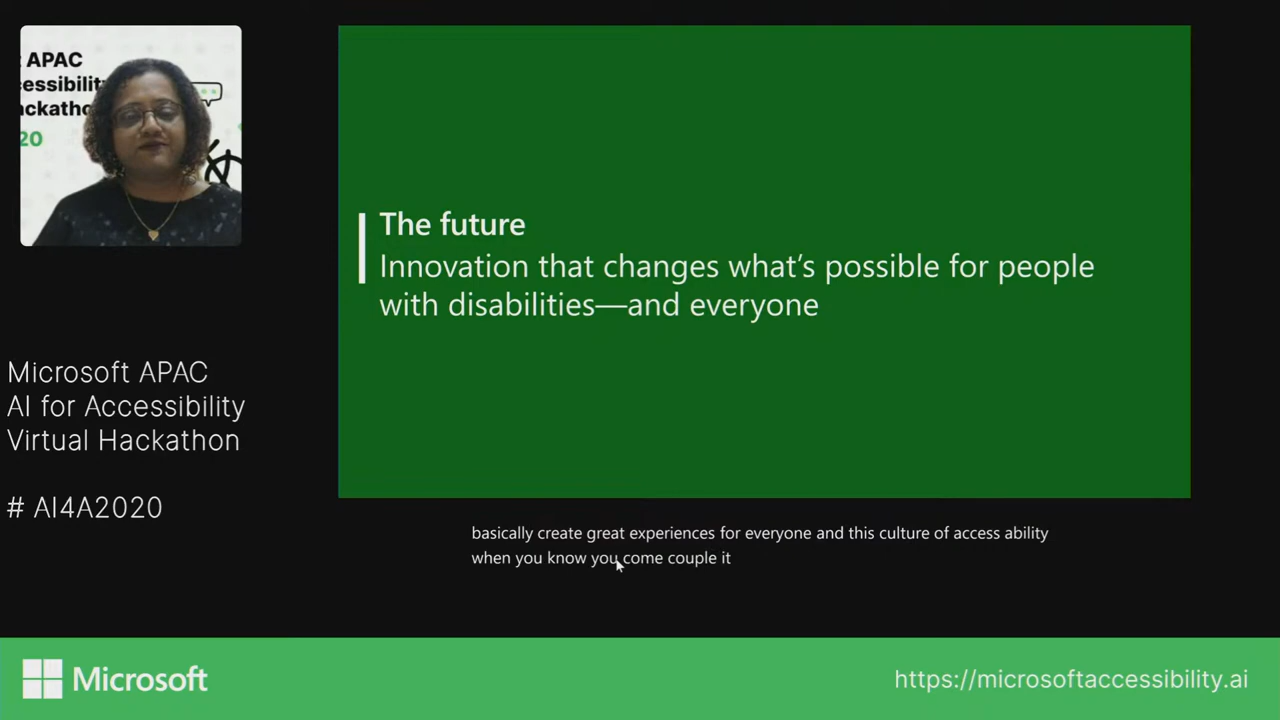 APAC
cessibilit
ackatho
20
The future
Innovation that changes what's possible for people
with disabilities—and everyone
Microsoft APAC
AI for Accessibility
Virtual Hackathon
# AI4A2020
basically create great experiences for everyone and this culture of access ability
when you know you come couple it
Microsoft
https://microsoftaccessibility.ai